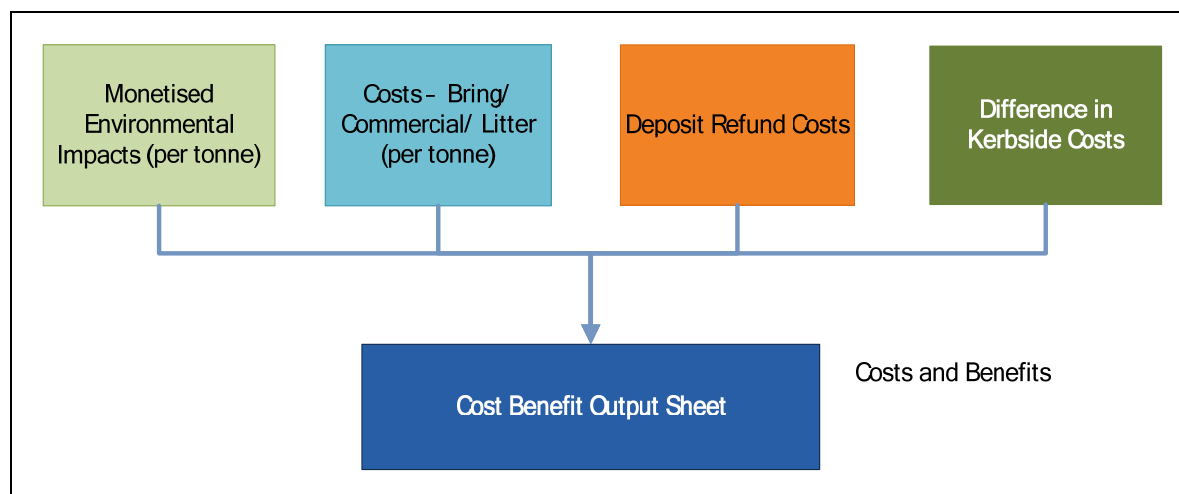 Monetised
Environmental
Impacts (per tonne)
Costs - Bring/
Commercial/ Litter
(per tonne)
Deposit Refund Costs
Difference in
Kerbside Costs
Cost Benefit Output Sheet
Costs and Benefits